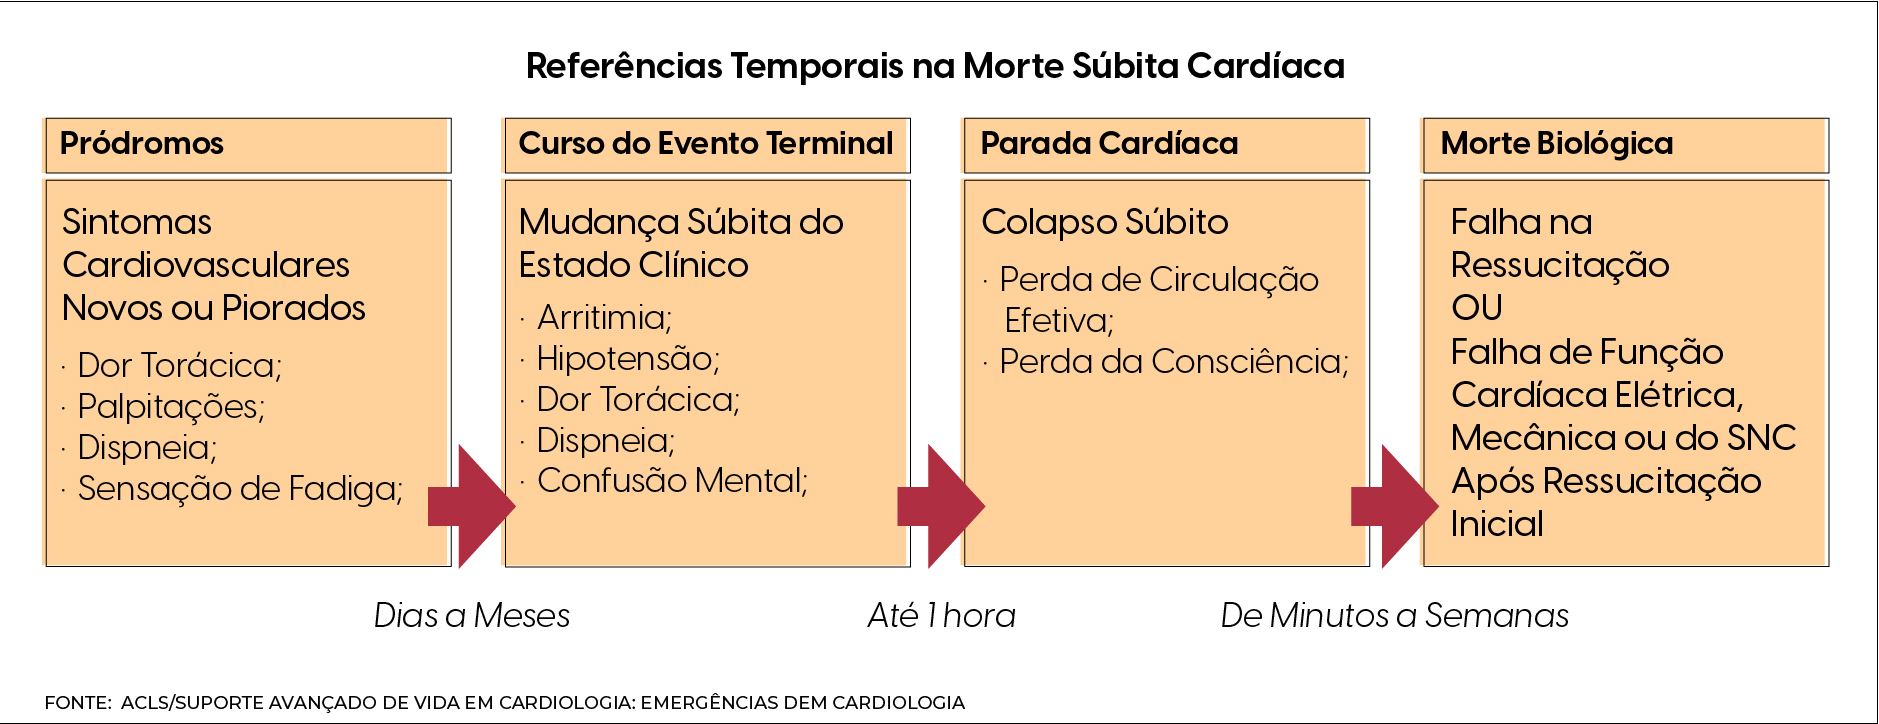 Referências Temporais na Morte Súbita Cardíaca
Pródromos
Sintomas
Cardiovasculares
Novos ou Piorados
· Dor Torácica;
· Palpitações;
· Dispneia;
· Sensação de Fadiga;
Dias a Meses
Curso do Evento Terminal
Mudança Súbita do
Estado Clínico
· Arritimia;
· Hipotensão;
· Dor Torácica;
· Dispneia;
· Confusão Mental;
Até 1 hora
Parada Cardíaca
Colapso Súbito
· Perda de Circulação
Efetiva;
· Perda da Consciência;
De Minutos a Semanas
Morte Biológica
Falha na
Ressucitação
OU
Falha de Função
Cardíaca Elétrica,
Mecânica ou do SNC
Após Ressucitação
Inicial
FONTE: ACLS/SUPORTE AVANÇADO DE VIDA EM CARDIOLOGIA: EMERGÊNCIAS DEM CARDIOLOGIA